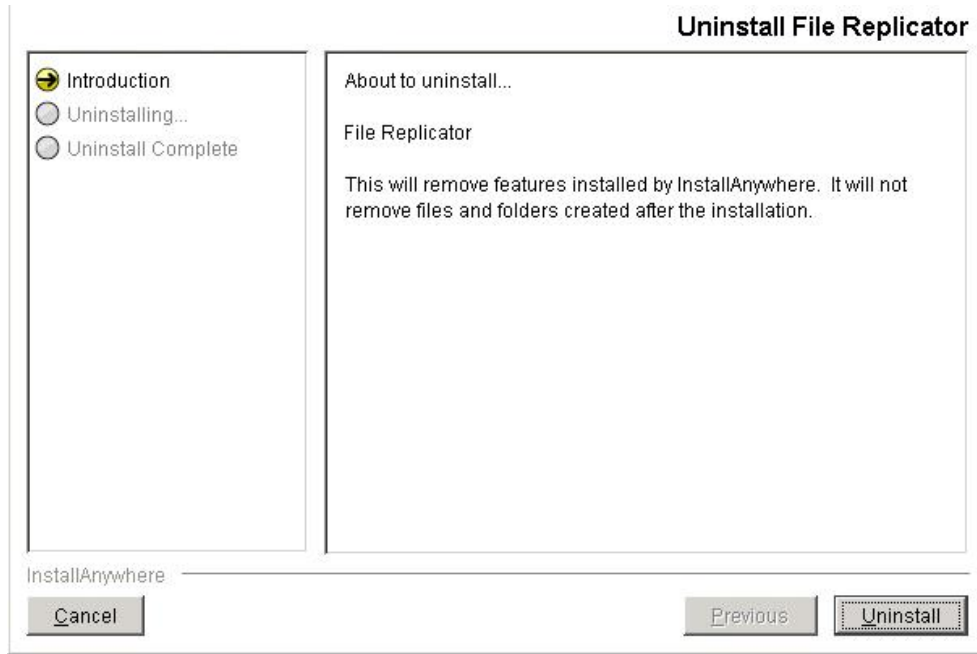 Uninstall File Replicator
Introduction
Uninstalling...
Uninstall Complete
About to uninstall...
File Replicator
This will remove features installed by InstallAnywhere.  It will not
remove files and folders created after the installation.
InstallAnywhere
Cancel
Previous
Uninstall